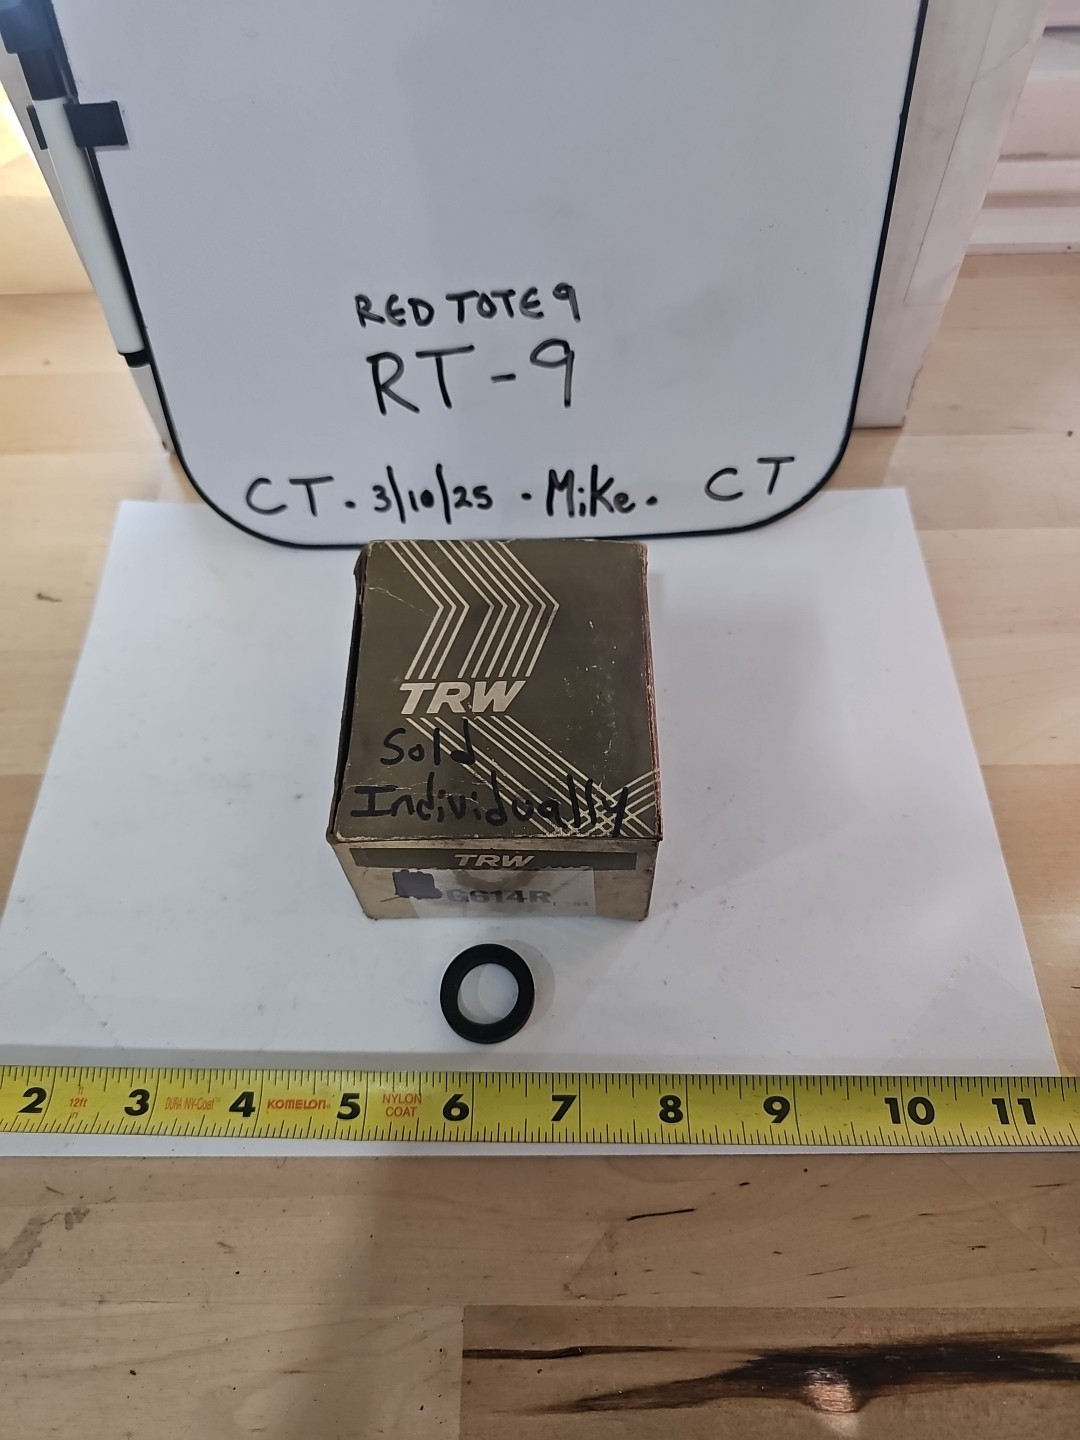 RED TOTE 9
RT-9
CT. 3/10/25 . Mike. CT
TRW
Sold
Individually
TRW
G614R
2 12ft 3 DURA NY-Coat 4 KOMELON 5 NYLON COAT 6 7 8 9 10 11